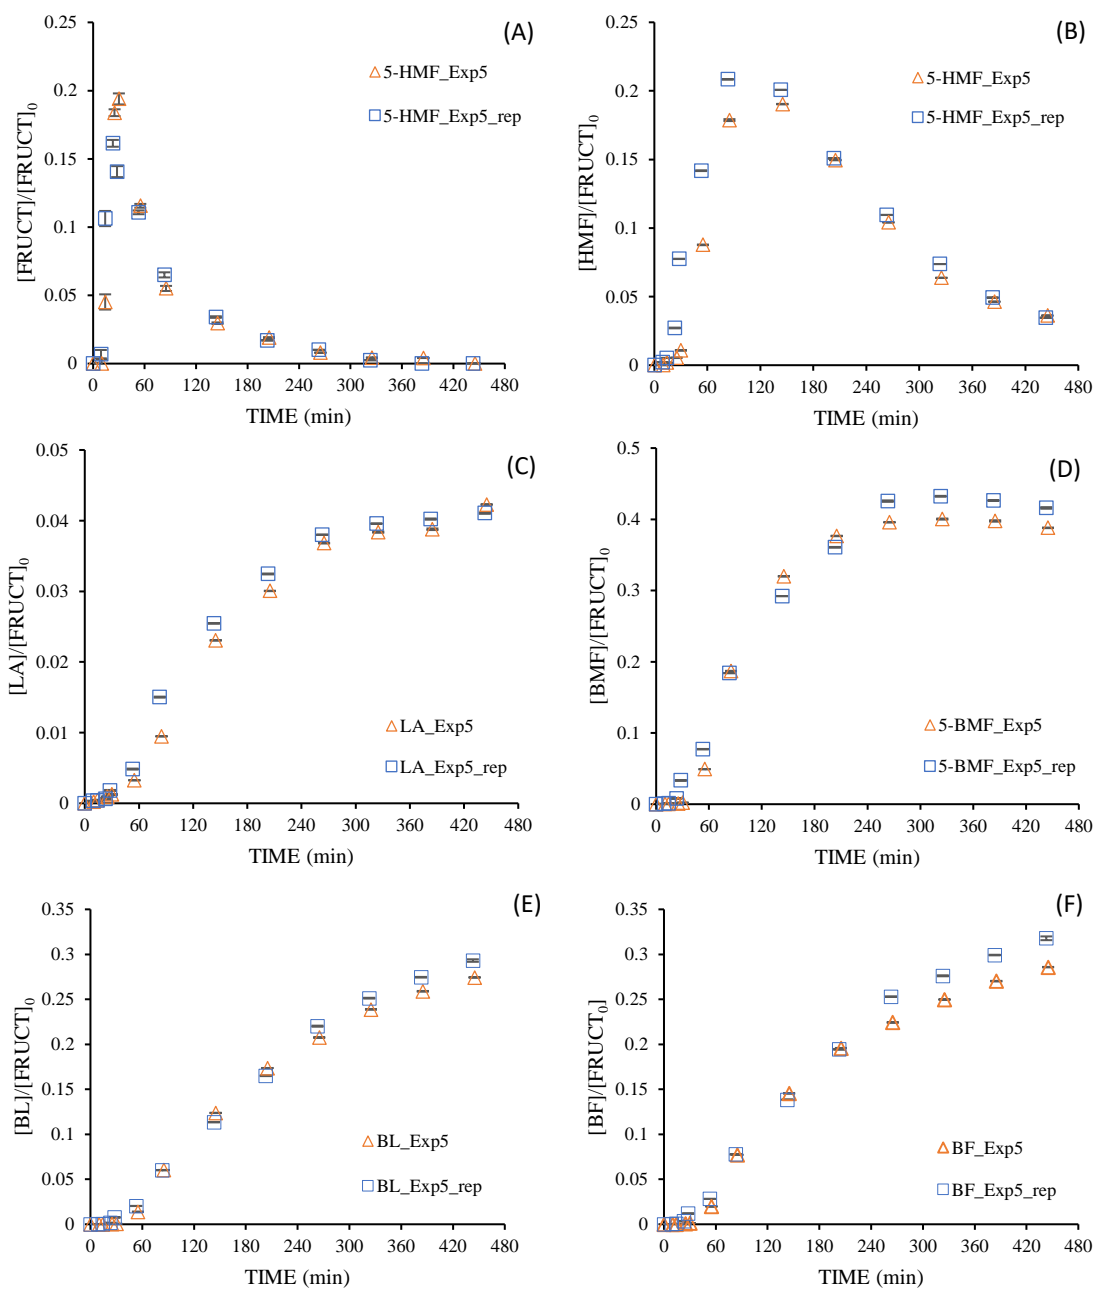 (A)
0.25
0.2
0.15
0.1
0.05
0
[FRUCT]/[FRUCT]0
5-HMF_Exp5
5-HMF_Exp5_rep
0 60 120 180 240 300 360 420 480
TIME (min)
(B)
0.25
0.2
0.15
0.1
0.05
0
[HMF]/[FRUCT]0
5-HMF_Exp5
5-HMF_Exp5_rep
0 60 120 180 240 300 360 420 480
TIME (min)
(C)
0.05
0.04
0.03
0.02
0.01
0
[LA]/[FRUCT]0
LA_Exp5
LA_Exp5_rep
0 60 120 180 240 300 360 420 480
TIME (min)
(D)
0.5
0.4
0.3
0.2
0.1
0
[BMF]/[FRUCT]0
5-BMF_Exp5
5-BMF_Exp5_rep
0 60 120 180 240 300 360 420 480
TIME (min)
(E)
0.35
0.3
0.25
0.2
0.15
0.1
0.05
0
[BL]/[FRUCT]0
BL_Exp5
BL_Exp5_rep
0 60 120 180 240 300 360 420 480
TIME (min)
(F)
0.35
0.3
0.25
0.2
0.15
0.1
0.05
0
[BF]/[FRUCT0]
BF_Exp5
BF_Exp5_rep
0 60 120 180 240 300 360 420 480
TIME (min)